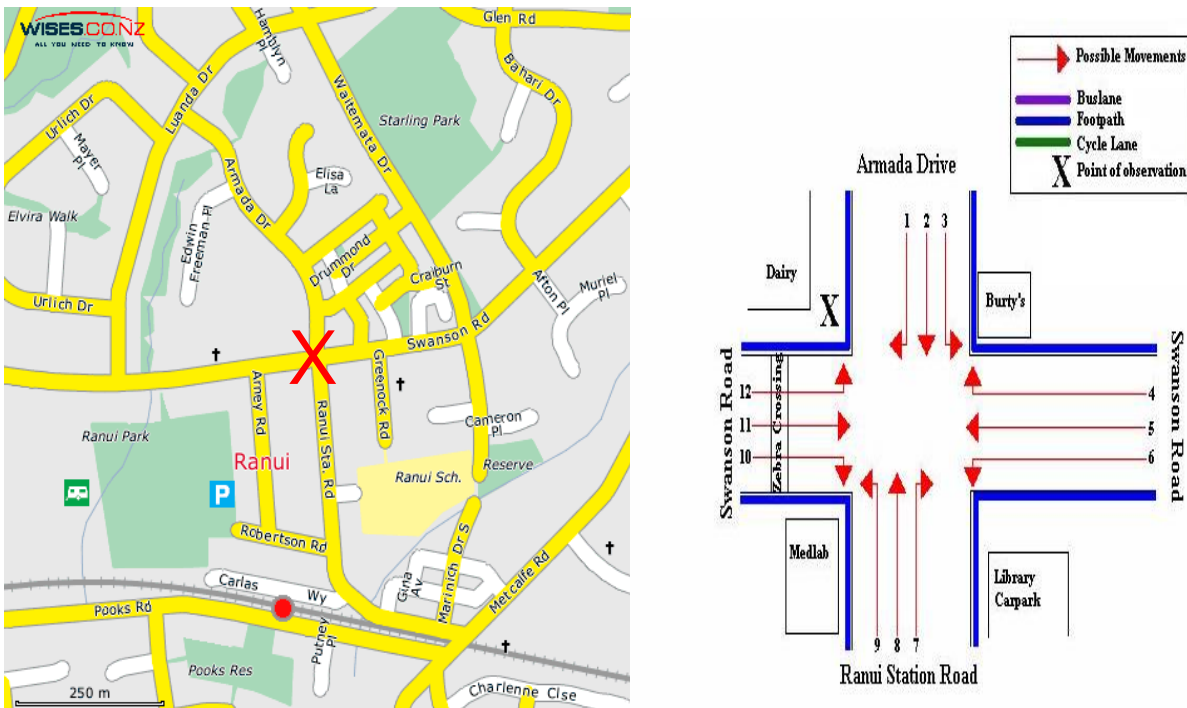 WISES.CO.NZ
ALL YOU NEED TO KNOW
Hamblyn
Pl
Glen Rd
Bahari Dr
Luanda Dr
Waitemata Dr
Urlich Dr
Mayer
Pl
Starling Park
Armada Dr
Elisa
La
Elvira Walk
Edwin
Freeman Pl
Drummond
Dr
Craiburn
St
Afton Pl
Muriel
Pl
Urlich Dr
X
Swanson Rd
Greenock Rd
Arney Rd
Ranui Sta. Rd
Cameron
Pl
Ranui Park
Ranui
Ranui Sch.
Reserve
P
Robertson Rd
Marinich Dr S
Metcalfe Rd
Gina
Av
Carlas Wy
Pooks Rd
Putney
Pl
Pooks Res
250 m
Charlenne Clse
Possible Movements
Buslane
Footpath
Cycle Lane
X Point of observation
Armada Drive
1 2 3
Dairy
X
Burty's
Swanson Road
Zebra Crossing
12
11
10
4
5
6
Swanson Road
Medlab
Library
Carpark
9 8 7
Ranui Station Road